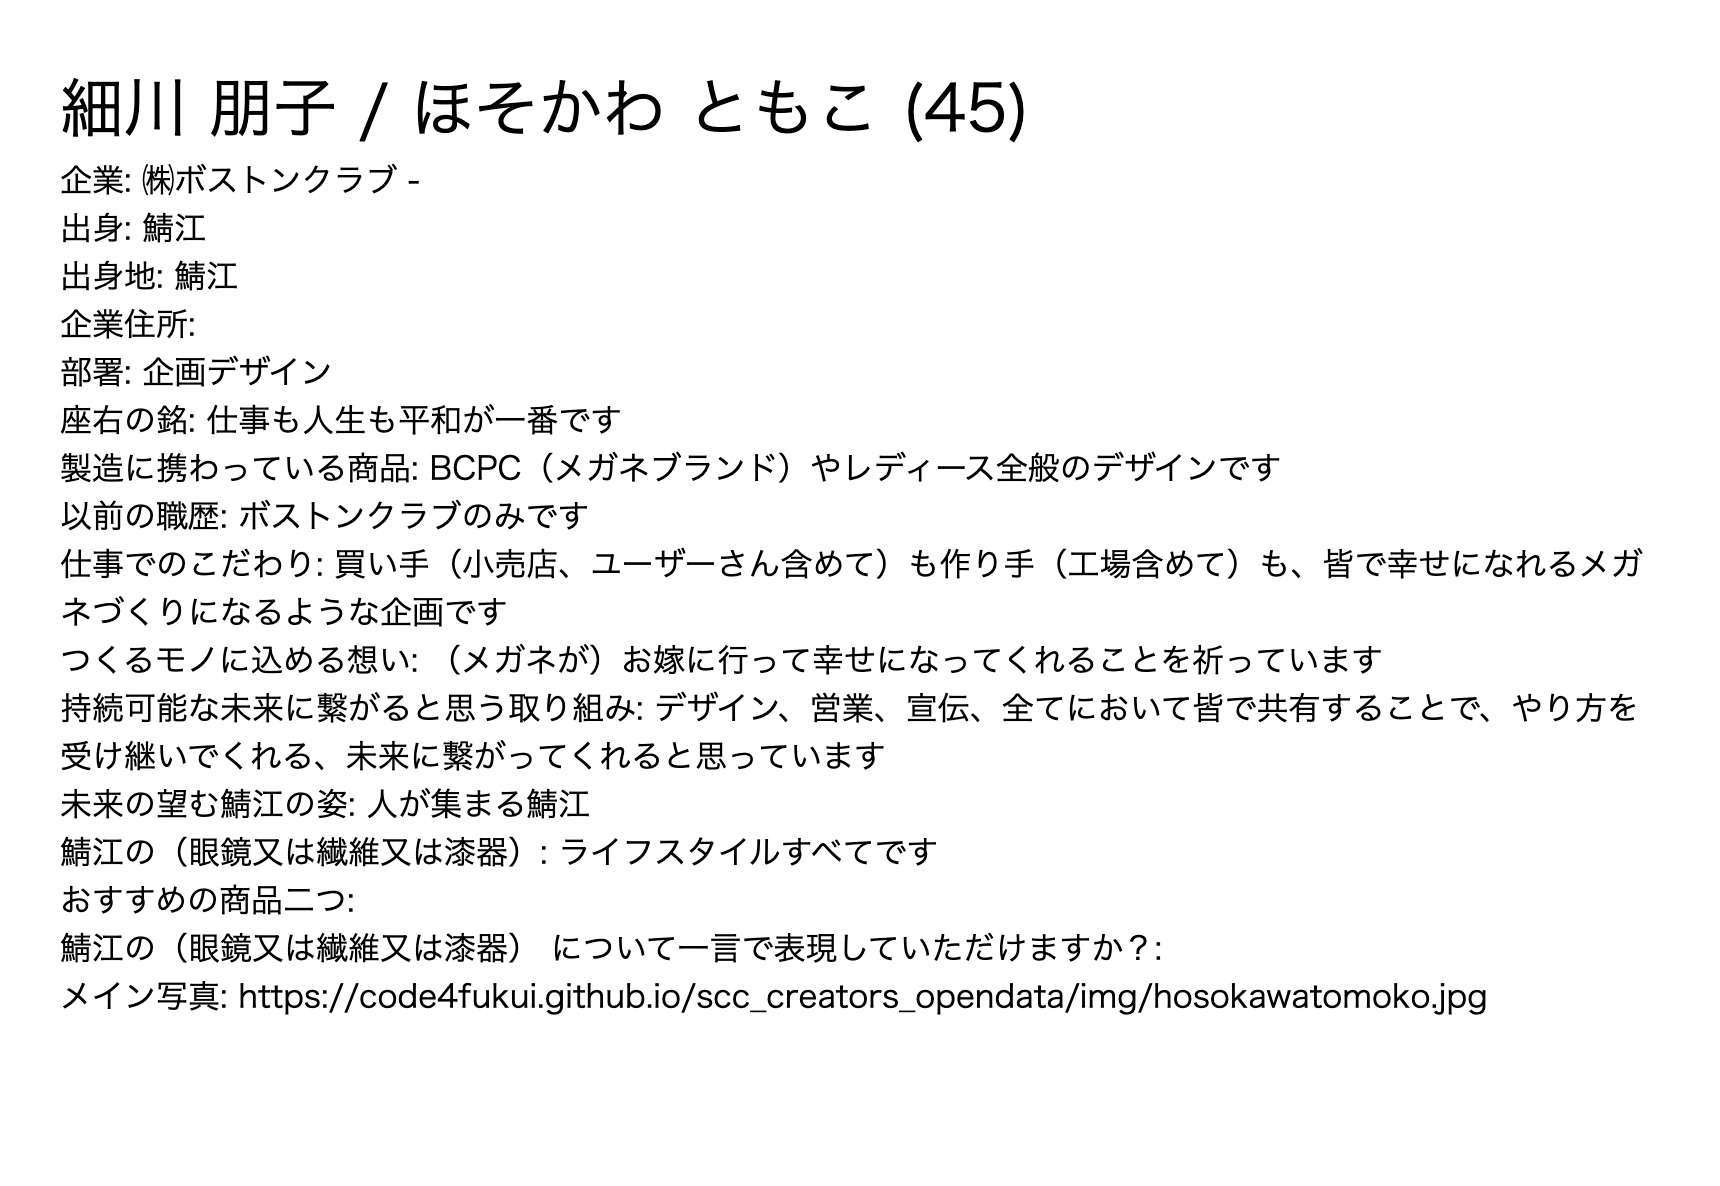 細川 朋子 / ほそかわ ともこ (45)
企業: ㈱ボストンクラブ -
出身: 鯖江
出身地: 鯖江
企業住所:
部署: 企画デザイン
座右の銘: 仕事も人生も平和が一番です
製造に携わっている商品: BCPC（メガネブランド）やレディース全般のデザインです
以前の職歴: ボストンクラブのみです
仕事でのこだわり: 買い手（小売店、ユーザーさん含めて）も作り手（工場含めて）も、皆で幸せになれるメガ
ネづくりになるような企画です
つくるモノに込める想い: （メガネが）お嫁に行って幸せになってくれることを祈っています
持続可能な未来に繋がると思う取り組み: デザイン、営業、宣伝、全てにおいて皆で共有することで、やり方を
受け継いでくれる、未来に繋がってくれると思っています
未来の望む鯖江の姿: 人が集まる鯖江
鯖江の（眼鏡又は繊維又は漆器）: ライフスタイルすべてです
おすすめの商品二つ:
鯖江の（眼鏡又は繊維又は漆器） について一言で表現していただけますか？:
メイン写真: https://code4fukui.github.io/scc_creators_opendata/img/hosokawatomoko.jpg